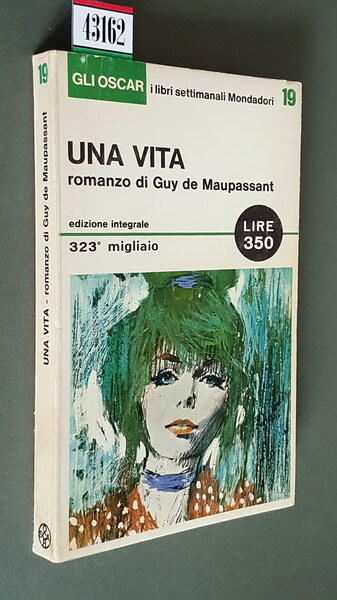 43162
19
GLI OSCAR i libri settimanali Mondadori 19
UNA VITA
romanzo di Guy de Maupassant
edizione integrale
323° migliaio
LIRE
350
UNA VITA - romanzo di Guy de Maupassant